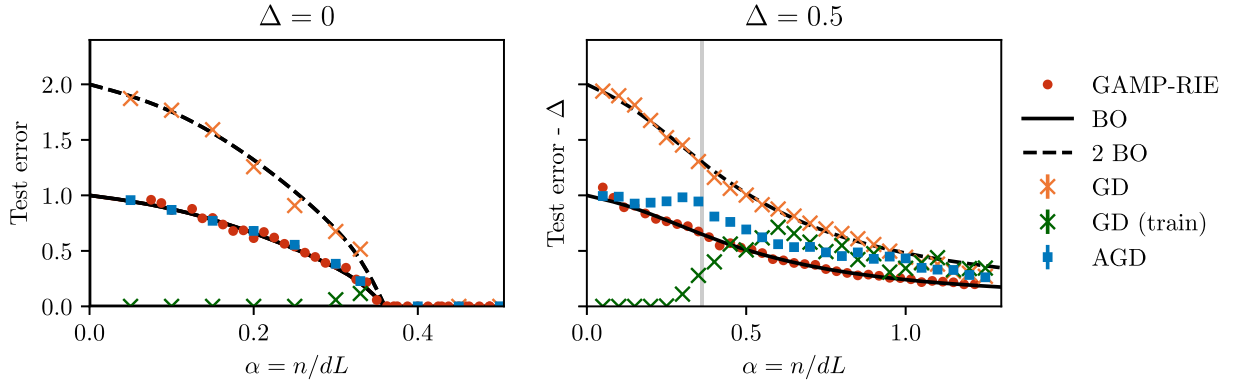 Δ = 0
2.0
1.5
1.0
0.5
0.0
Test error
0.0
0.2
0.4
α = n/dL
Δ = 0.5
Test error - Δ
0.0
0.5
1.0
α = n/dL
GAMP-RIE
BO
2 BO
GD
GD (train)
AGD